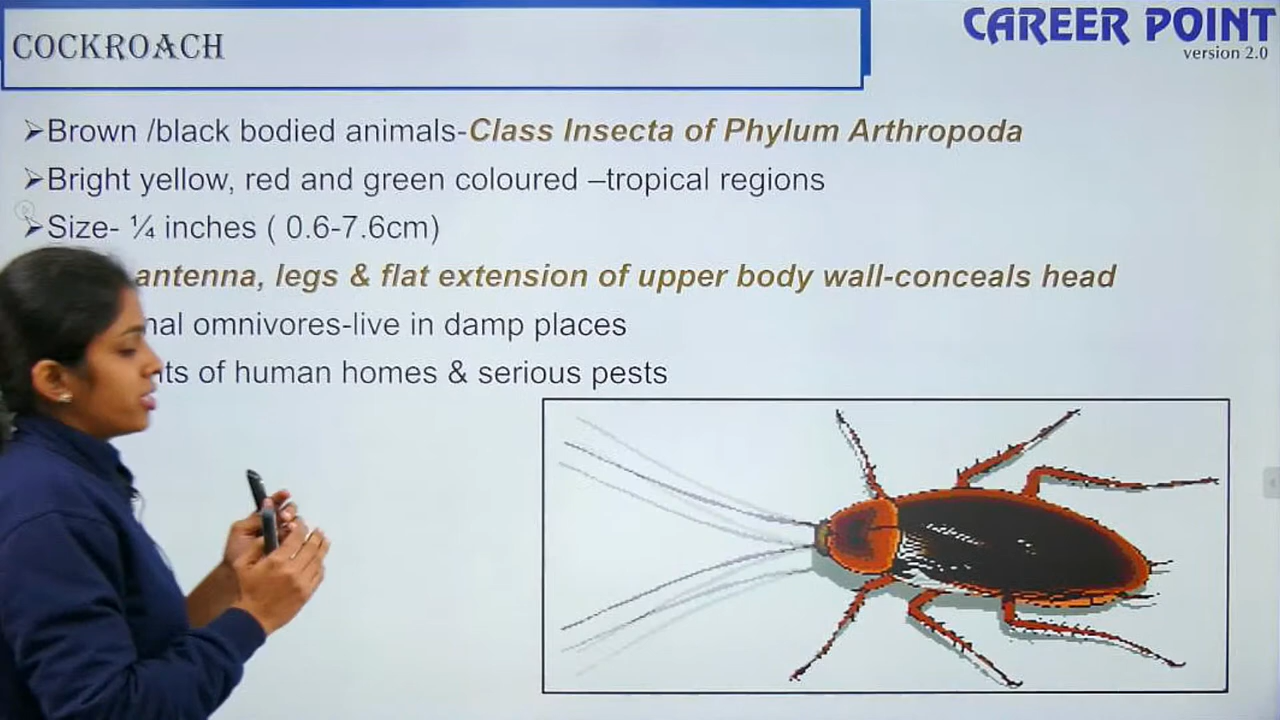 COCKROACH
CAREER POINT
version 2.0
➢Brown /black bodied animals-Class Insecta of Phylum Arthropoda
➢Bright yellow, red and green coloured –tropical regions
➢Size- ¼ inches ( 0.6-7.6cm)
antenna, legs & flat extension of upper body wall-conceals head
omnivores-live in damp places
of human homes & serious pests